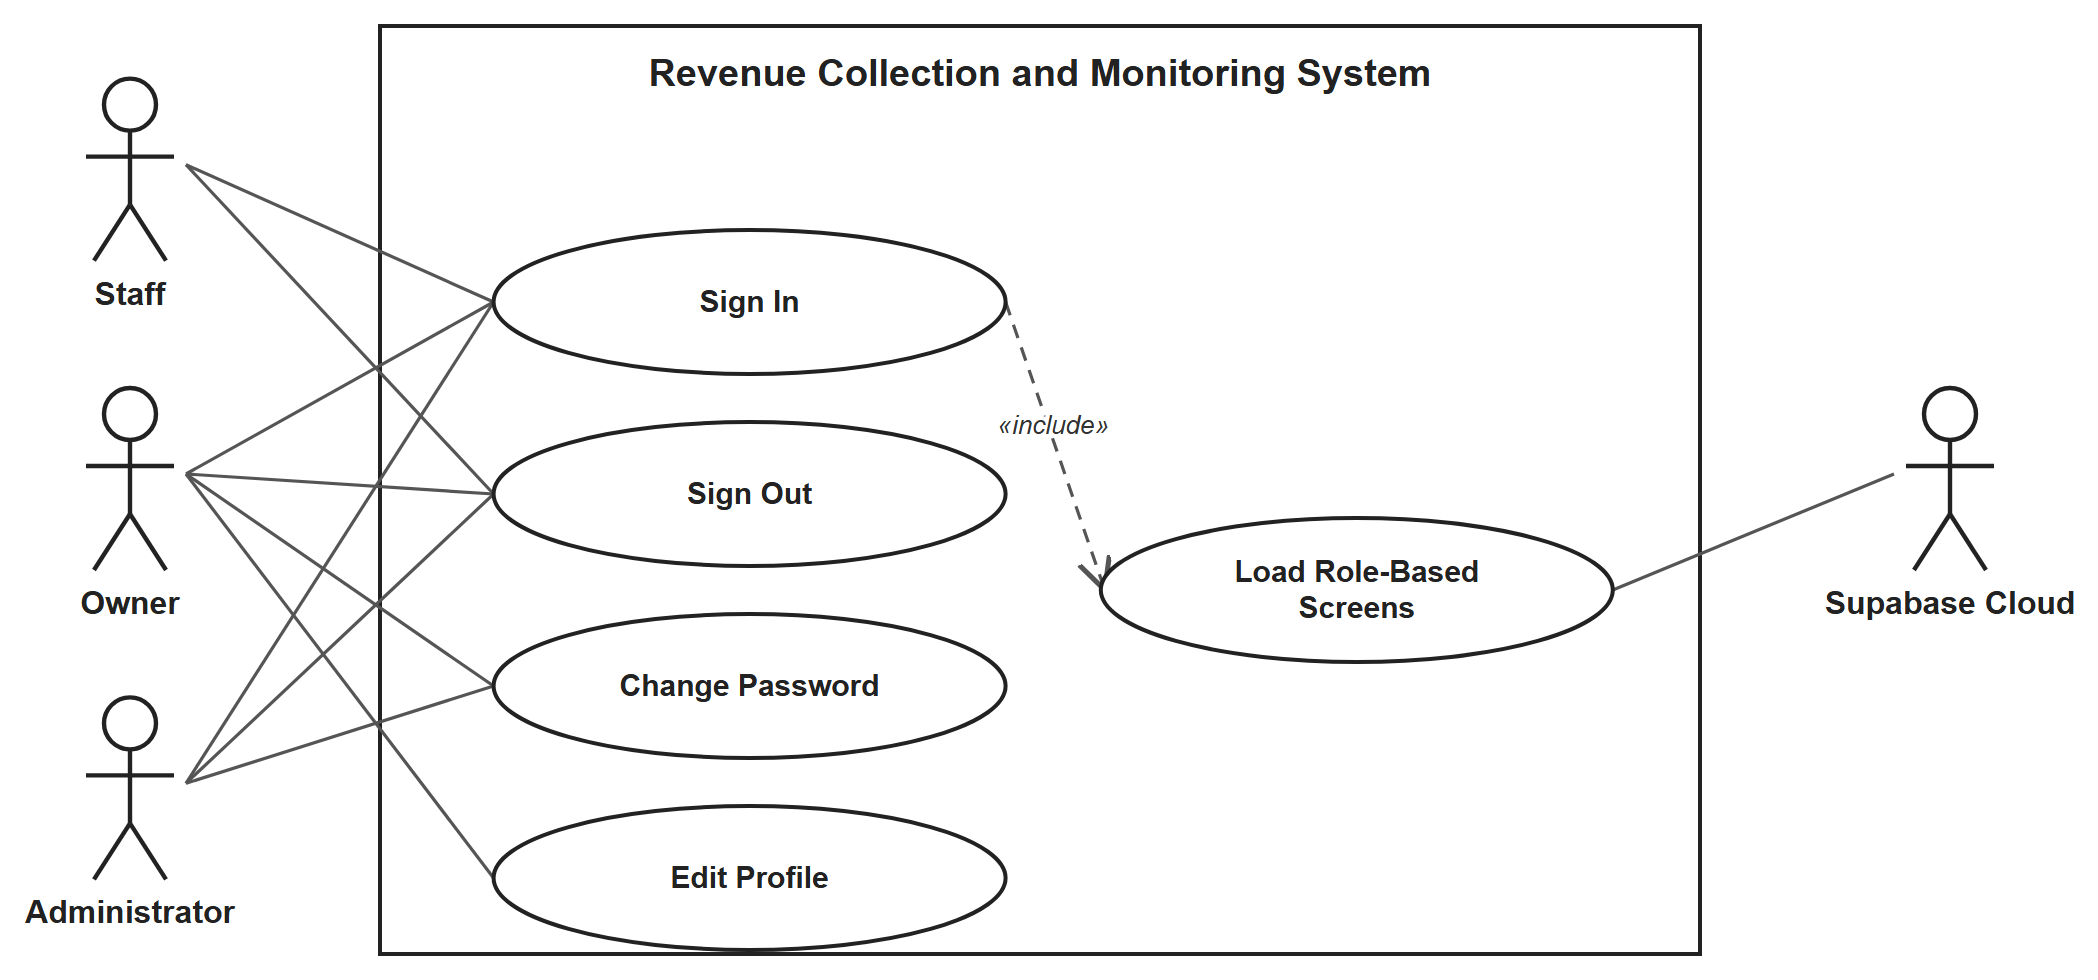 Revenue Collection and Monitoring System
Staff
Sign In
«include»
Sign Out
Owner
Load Role-Based
Screens
Supabase Cloud
Change Password
Edit Profile
Administrator